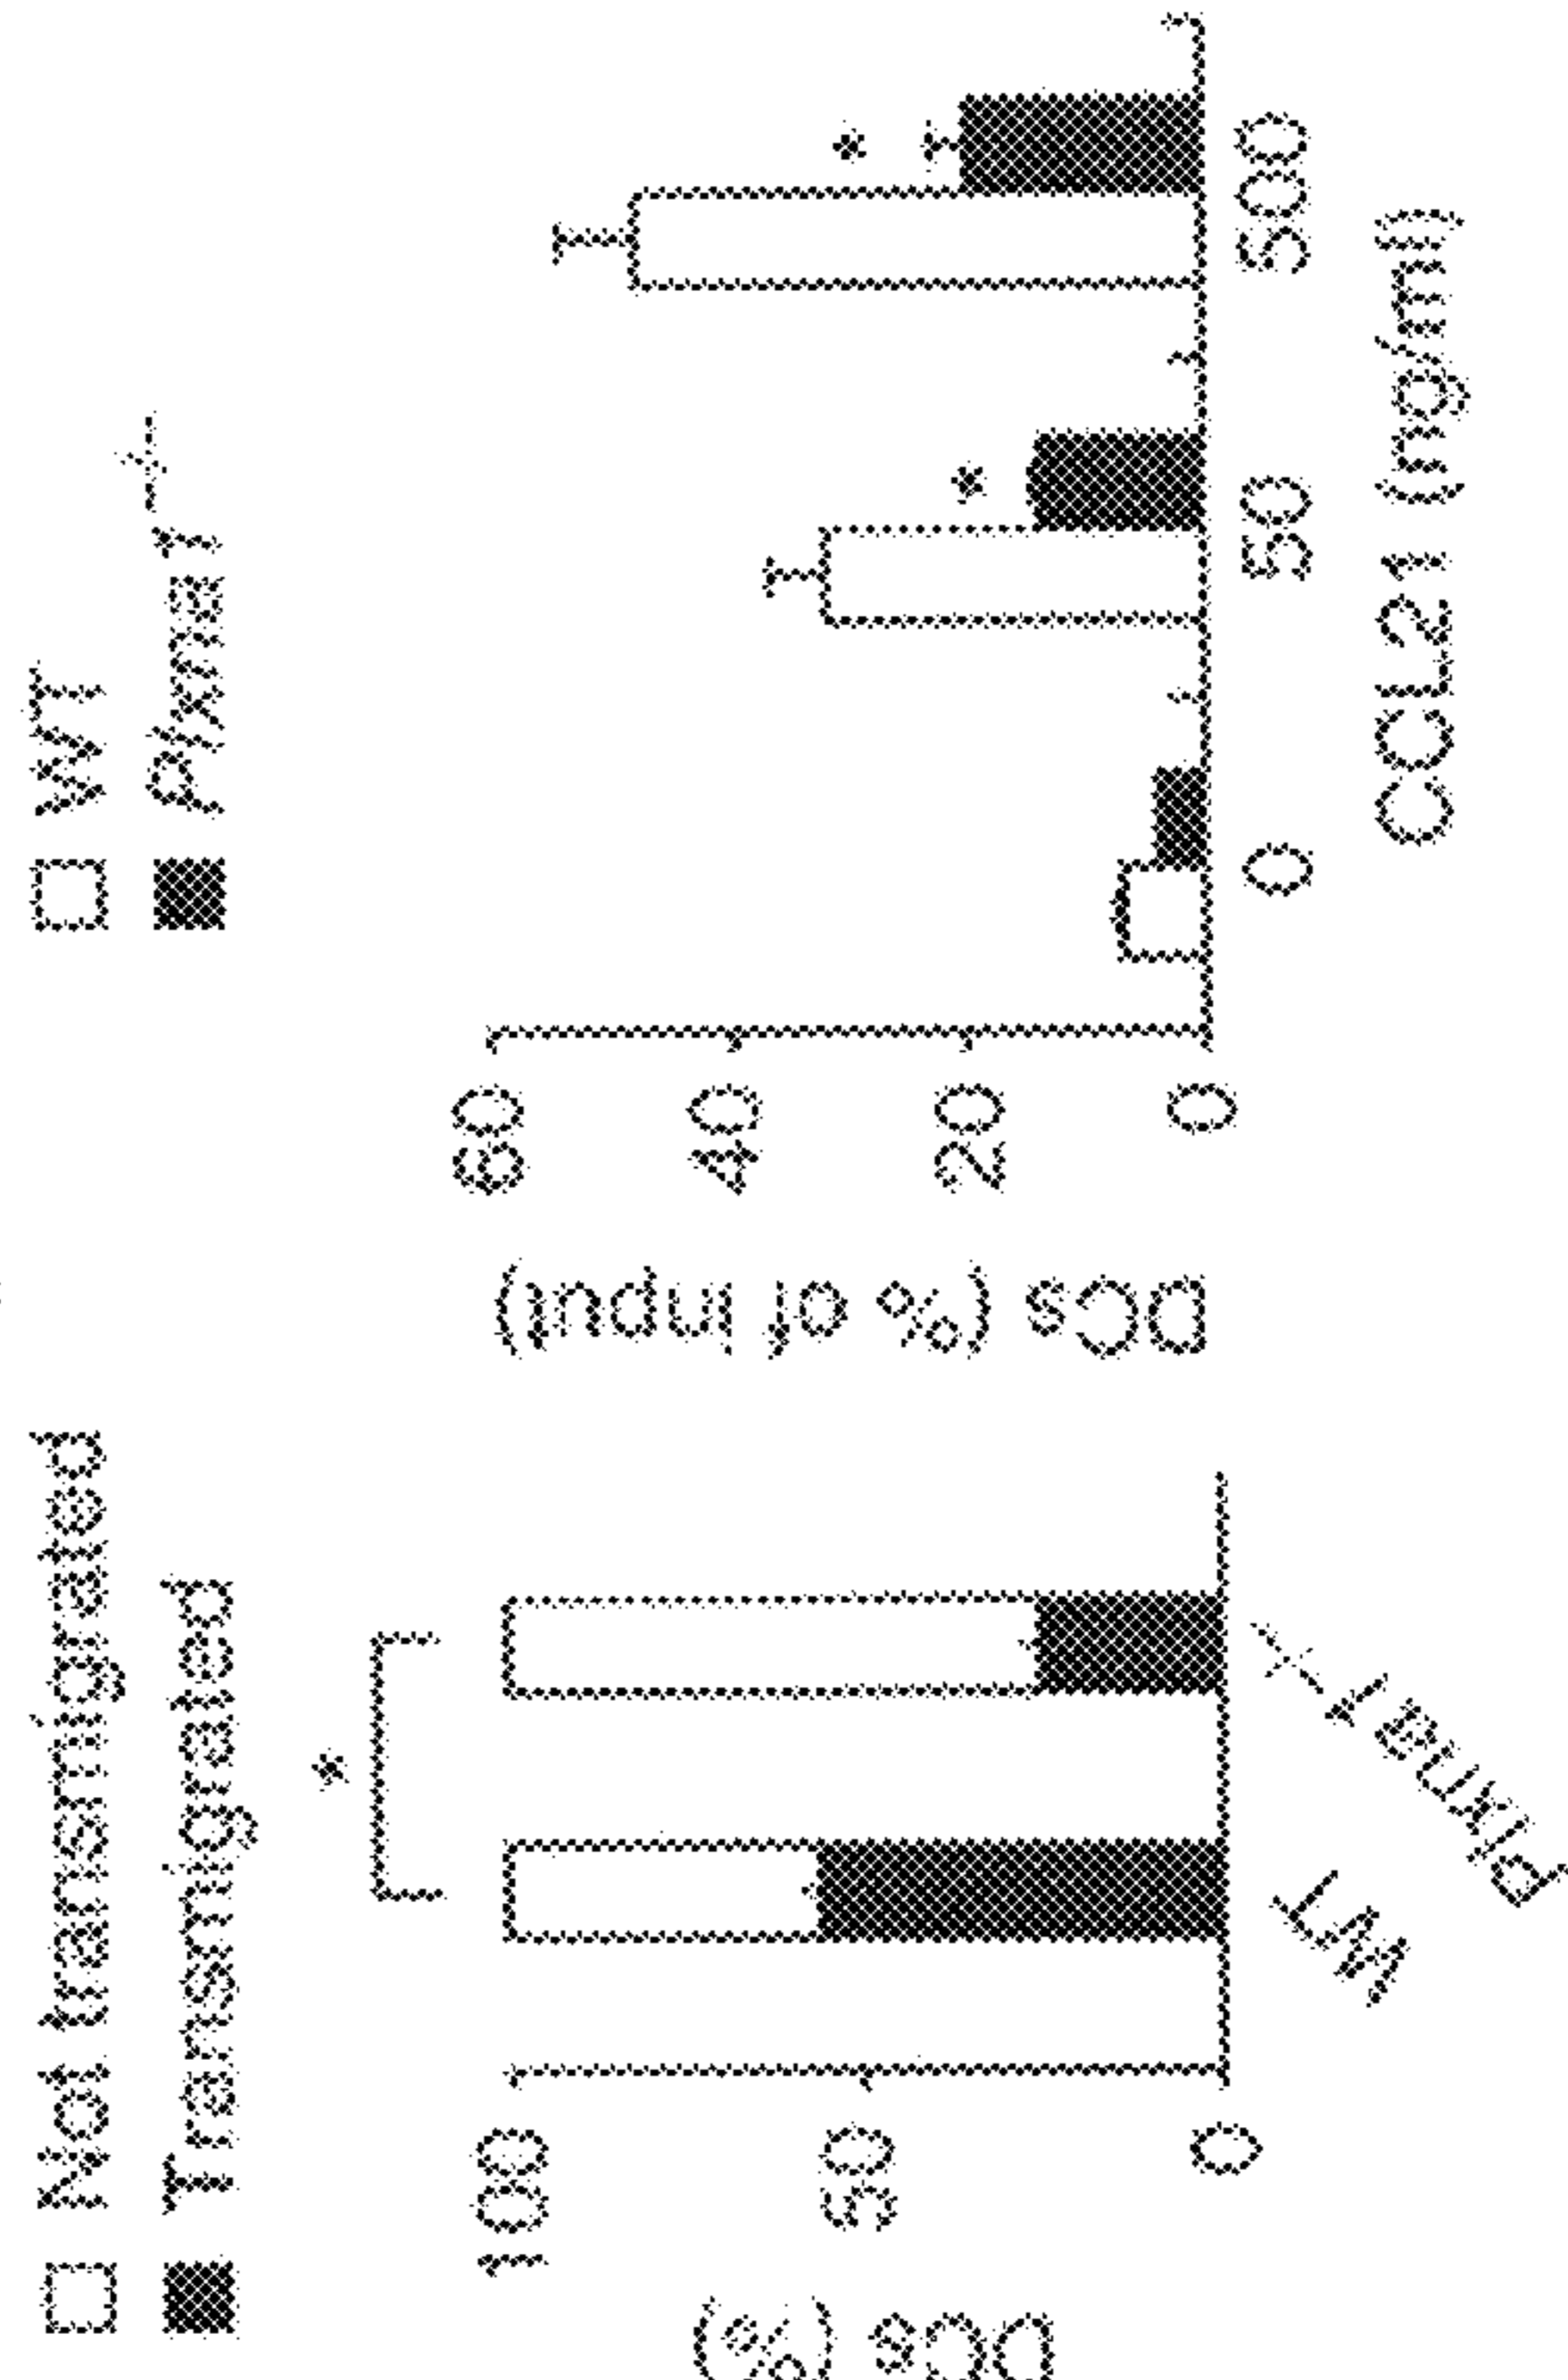 Not transmigrated
Transmigrated
*
100
50
0
DCs (%)
WT
Plxna1−/−
WT
Plxna1−/−
60
40
20
0
DCs (% of input)
*
*
0
50
500
CCL21 (ng/ml)